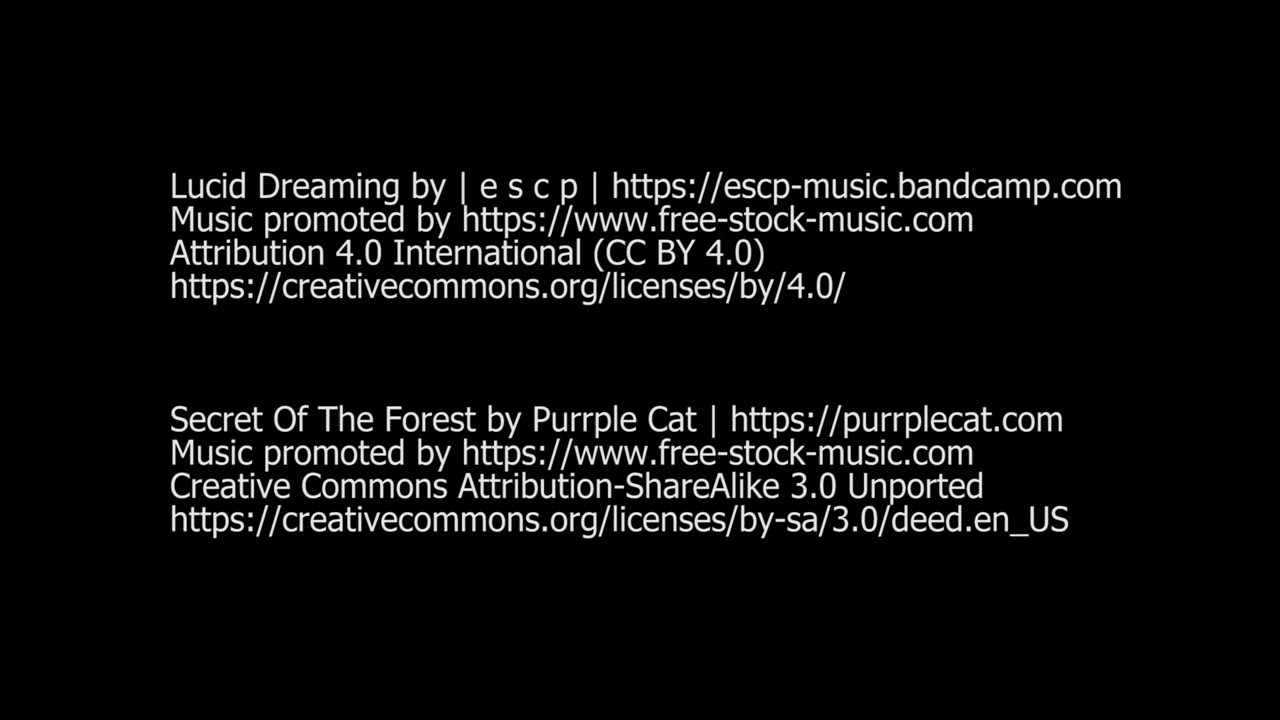 Lucid Dreaming by | e s c p | https://escp-music.bandcamp.com
Music promoted by https://www.free-stock-music.com
Attribution 4.0 International (CC BY 4.0)
https://creativecommons.org/licenses/by/4.0/
Secret Of The Forest by Purrple Cat | https://purrplecat.com
Music promoted by https://www.free-stock-music.com
Creative Commons Attribution-ShareAlike 3.0 Unported
https://creativecommons.org/licenses/by-sa/3.0/deed.en_US